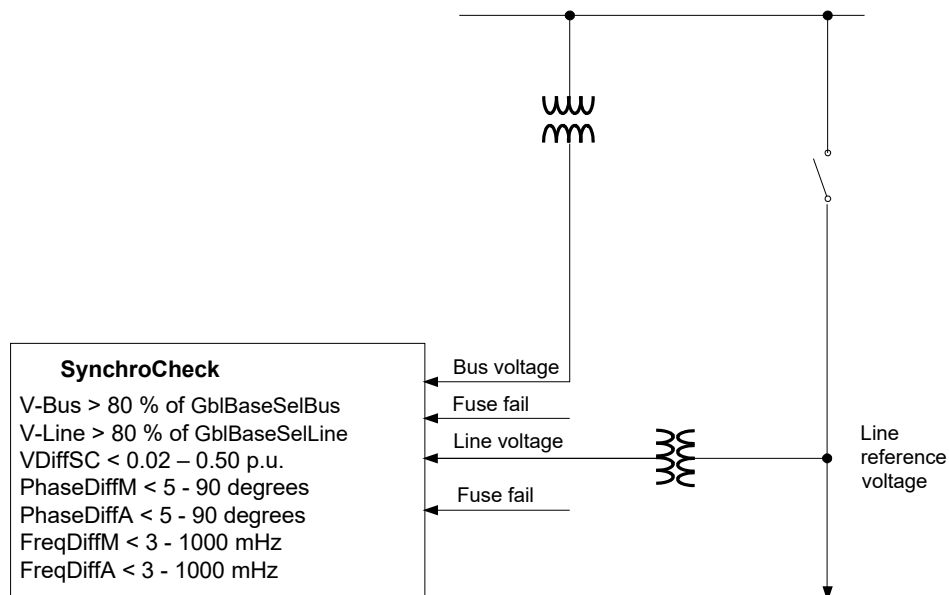 SynchroCheck
V-Bus > 80 % of GblBaseSelBus
V-Line > 80 % of GblBaseSelLine
VDiffSC < 0.02 – 0.50 p.u.
PhaseDiffM < 5 - 90 degrees
PhaseDiffA < 5 - 90 degrees
FreqDiffM < 3 - 1000 mHz
FreqDiffA < 3 - 1000 mHz
Bus voltage
Fuse fail
Line voltage
Fuse fail
Line
reference
voltage